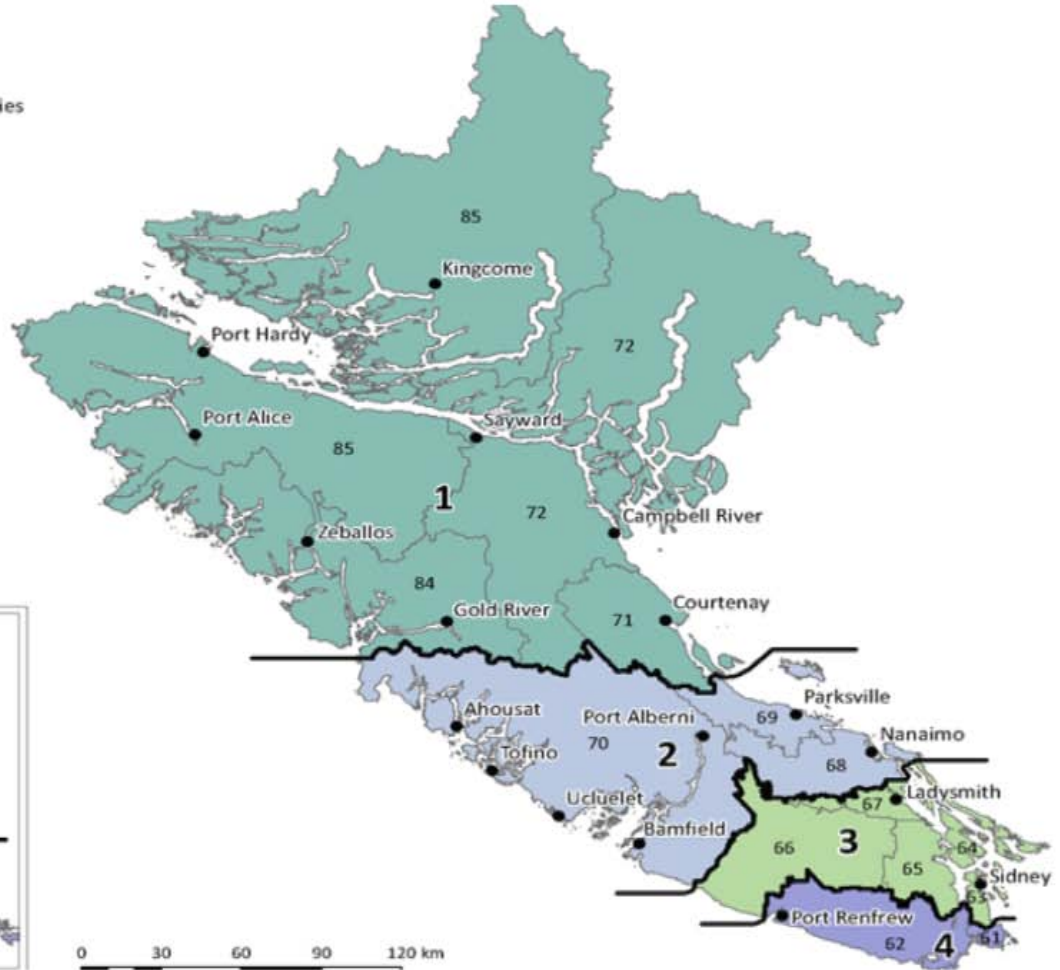 ies
85
Kingcome
Port Hardy
72
Port Alice
Sayward
85
1
72
Campbell River
Zeballos
84
Gold River
71
Courtenay
Parksville
Ahousat
Port Alberni
69
Nanaimo
Tofino
70
2
68
Ucluelet
67
Ladysmith
Bamfield
66
3
64
65
Sidney
63
Port Renfrew
62
4
61
0 30 60 90 120 km